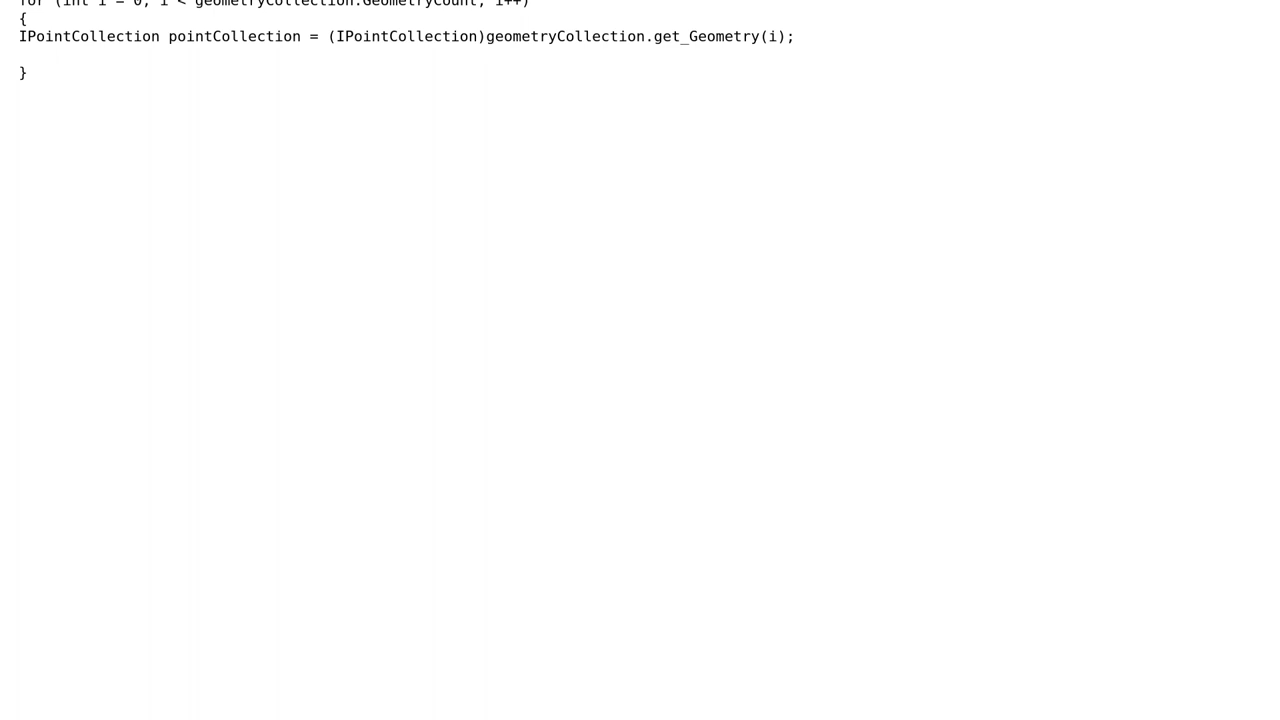 for (int i = 0; i < geometryCollection.GeometryCount; i++)
{
IPointCollection pointCollection = (IPointCollection)geometryCollection.get_Geometry(i);
}